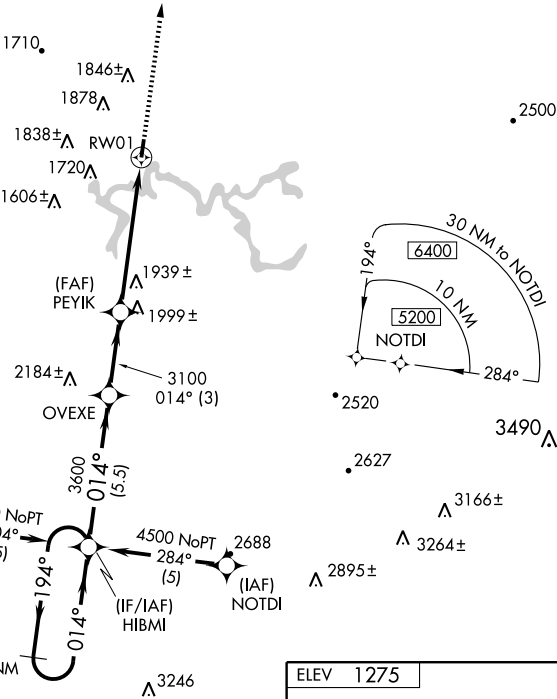 1710
1846±
1878
2500
1838±
RW01
1720
1606±
30 NM to NOTDI
6400
194°
10 NM
5200
NOTDI
284°
(FAF)
PEYIK
1939 ±
1999 ±
2184 ±
3100
014° (3)
OVEXE
2520
3490
3600
014°
(5.5)
2627
3166 ±
3264 ±
NoPT
4500 NoPT
284°
(5)
2688
(IAF)
NOTDI
194°
014°
(IF/IAF)
HIBMI
2895 ±
NM
3246
ELEV 1275